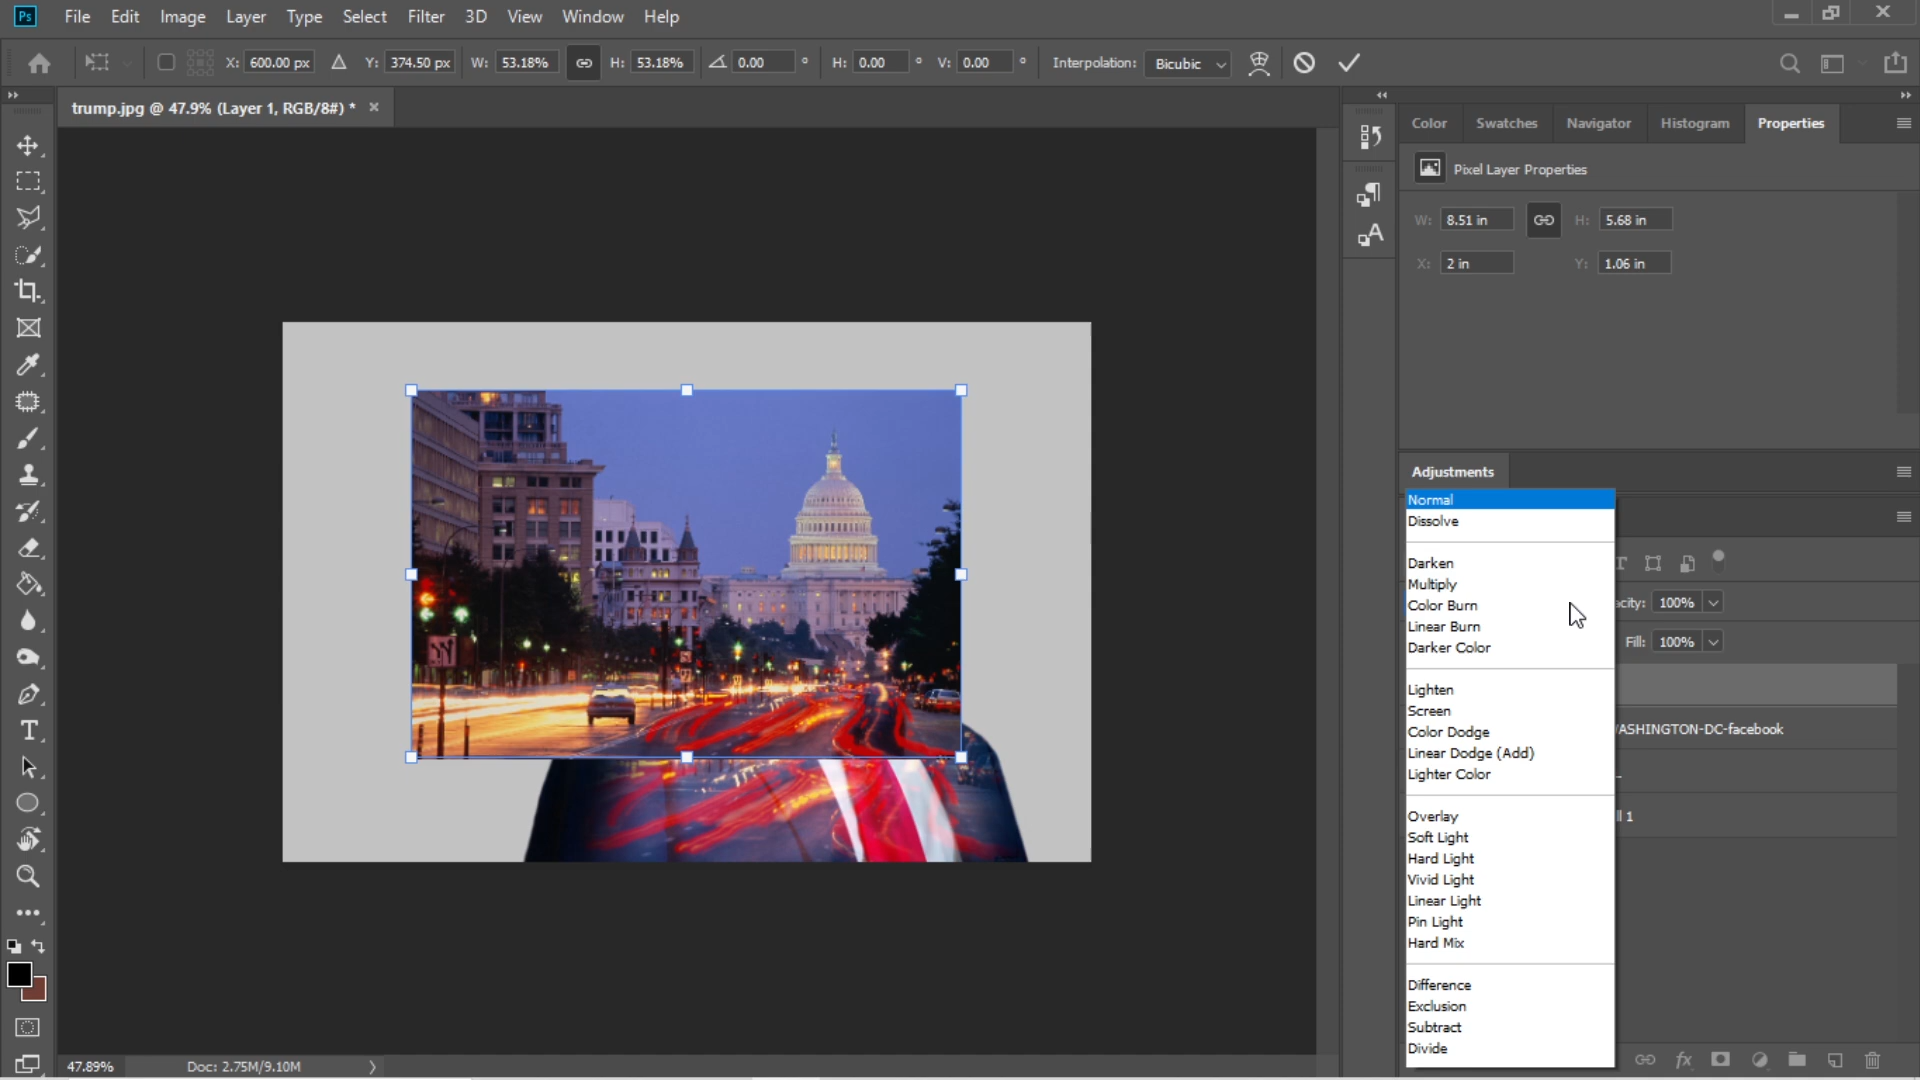 Ps File Edit Image Layer Type Select Filter 3D View Window Help
X: 600.00 px Y: 374.50 px W: 53.18% H: 53.18% 0.00 ° H: 0.00 ° V: 0.00 ° Interpolation: Bicubic
trump.jpg @ 47.9% (Layer 1, RGB/8#) * ×
Color Swatches Navigator Histogram Properties
Pixel Layer Properties
W: 8.51 in H: 5.68 in
X: 2 in Y: 1.06 in
Adjustments
Normal
Dissolve
Darken
Multiply
Color Burn
acity: 100%
Linear Burn
Fill: 100%
Darker Color
Lighten
Screen
Color Dodge
ASHINGTON-DC-facebook
Linear Dodge (Add)
Lighter Color
Overlay
ll 1
Soft Light
Hard Light
Vivid Light
Linear Light
Pin Light
Hard Mix
Difference
Exclusion
Subtract
Divide
47.89% Doc: 2.75M/9.10M
fx